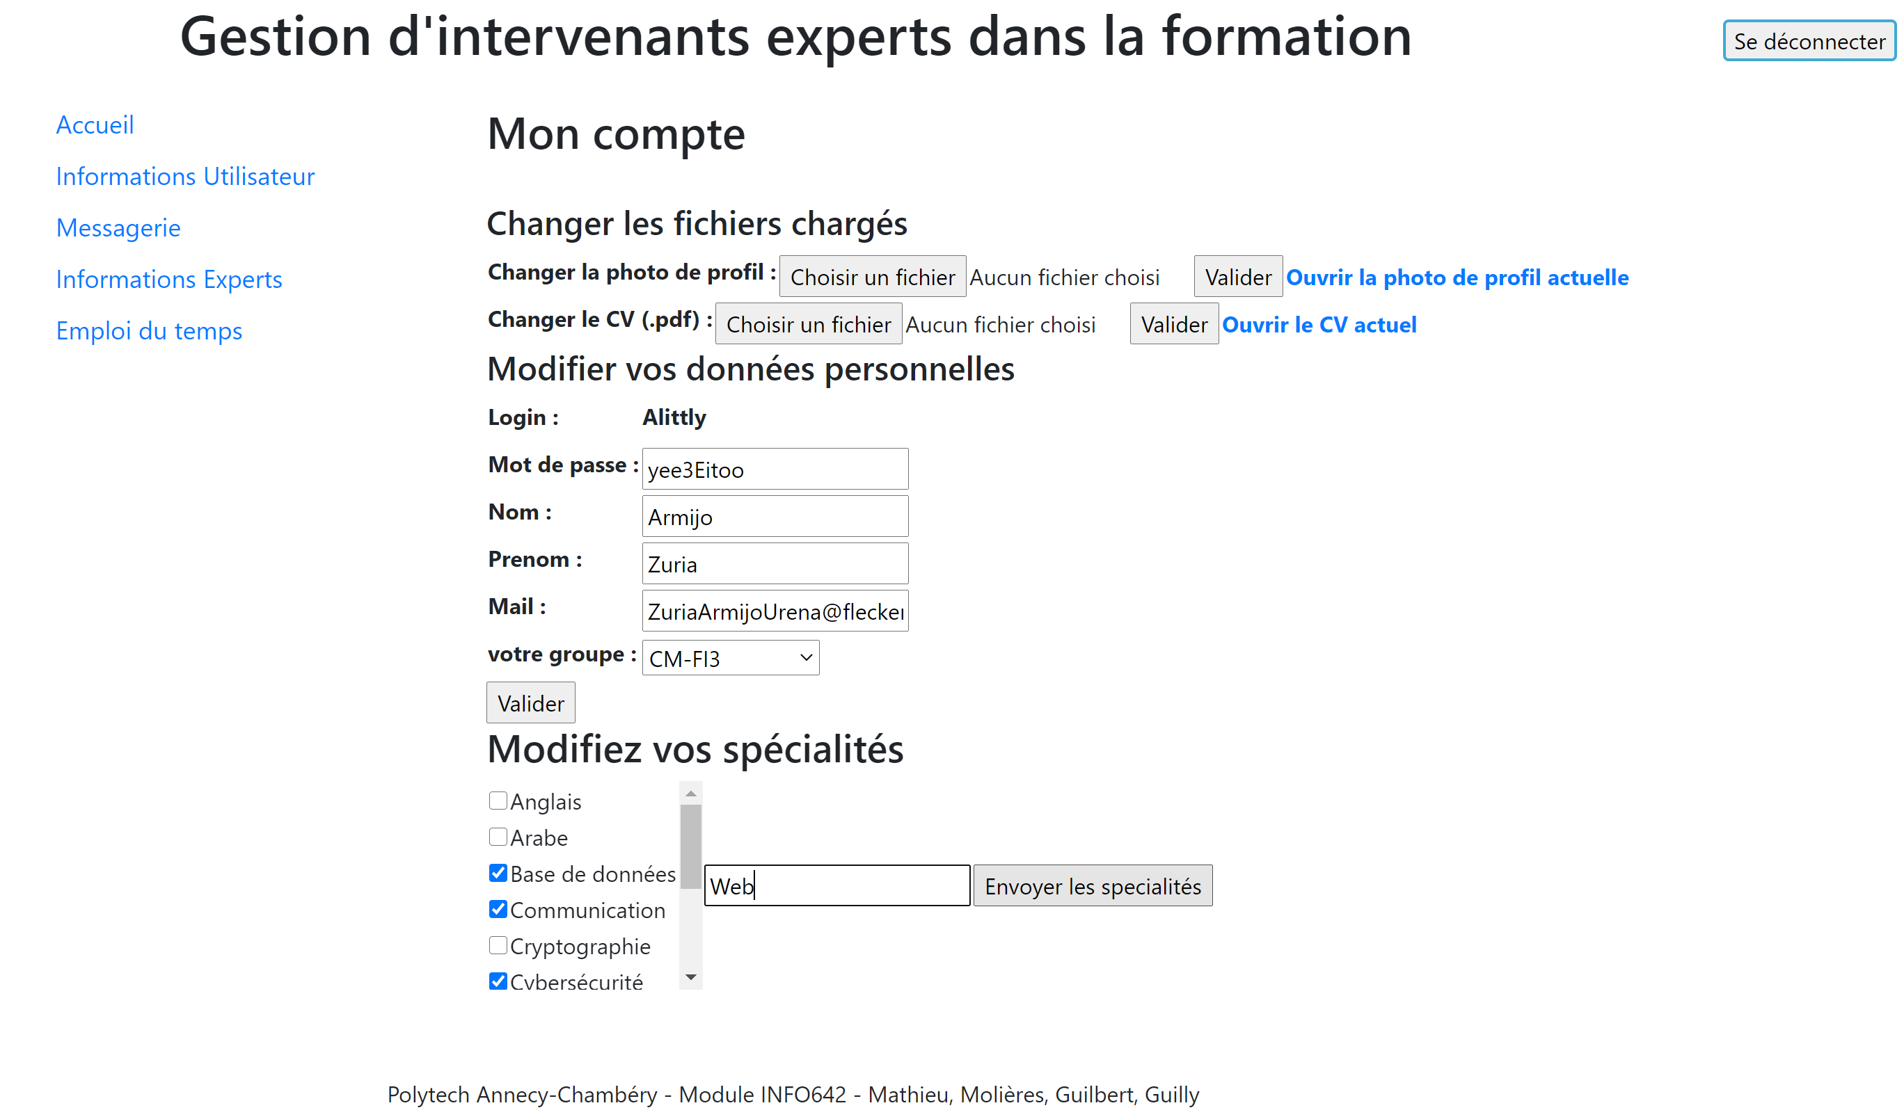 Gestion d'intervenants experts dans la formation
Se déconnecter
Accueil
Informations Utilisateur
Messagerie
Informations Experts
Emploi du temps
Mon compte
Changer les fichiers chargés
Changer la photo de profil : Choisir un fichier Aucun fichier choisi Valider Ouvrir la photo de profil actuelle
Changer le CV (.pdf) : Choisir un fichier Aucun fichier choisi Valider Ouvrir le CV actuel
Modifier vos données personnelles
Login : Alittly
Mot de passe : yee3Eitoo
Nom : Armijo
Prenom : Zuria
Mail : ZuriaArmijoUrena@flecke
votre groupe : CM-FI3
Valider
Modifiez vos spécialités
Anglais
Arabe
Base de données
Communication
Cryptographie
Cybersécurité
Web
Envoyer les specialités
Polytech Annecy-Chambéry - Module INFO642 - Mathieu, Molières, Guilbert, Guilly